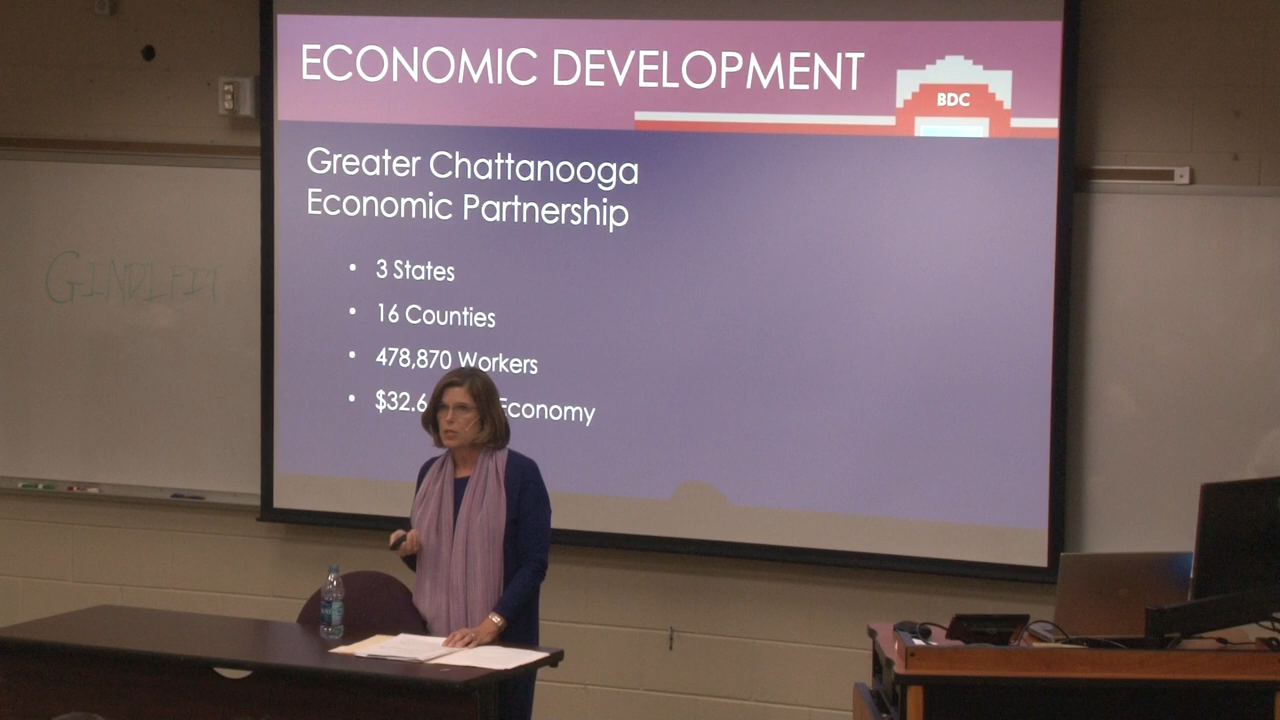 ECONOMIC DEVELOPMENT
BDC
Greater Chattanooga
Economic Partnership
• 3 States
• 16 Counties
• 478,870 Workers
• $32.6 Economy